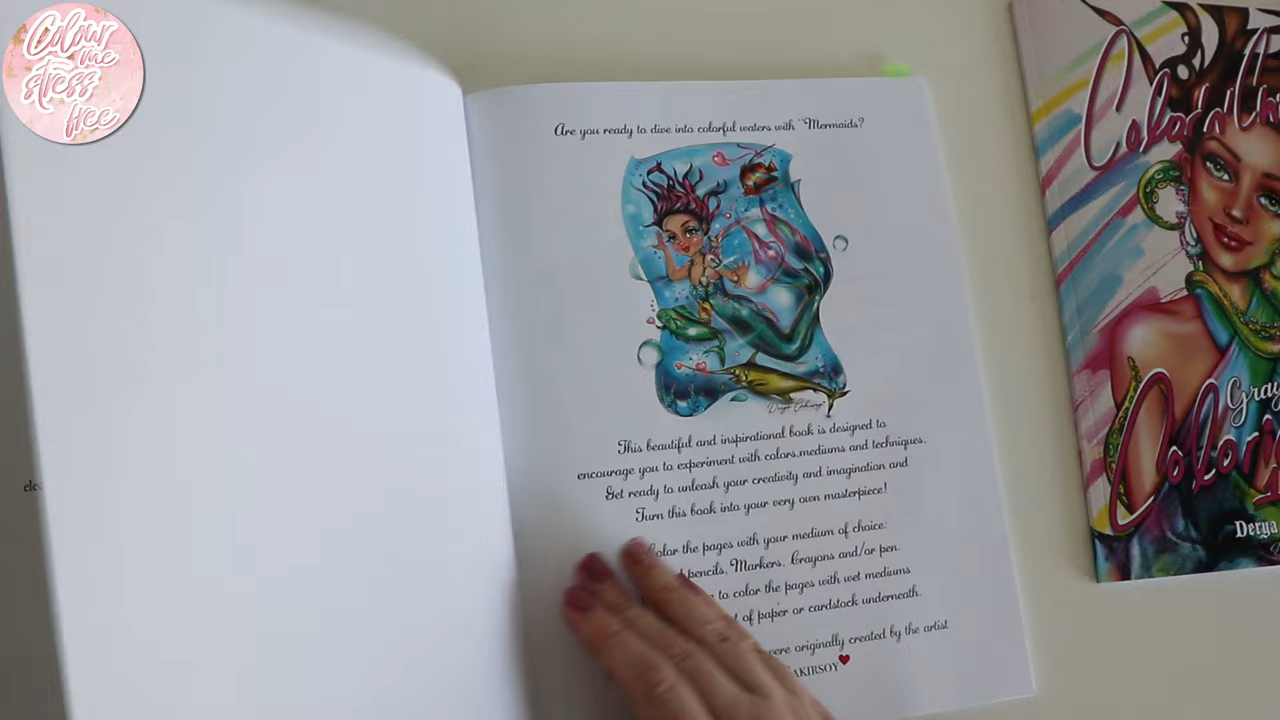 Colour
me
stress
free
Are you ready to dive into colorful waters with "Mermaids?
Derya Cakirsoy
This beautiful and inspirational book is designed to
encourage you to experiment with colors,mediums and techniques.
Get ready to unleash your creativity and imagination and
Turn this book into your very own masterpiece!
Color the pages with your medium of choice:
pencils, Markers, Crayons and/or pen.
to color the pages with wet mediums
of paper or cardstock underneath.
were originally created by the artist
AKIRSOY
Gray
Derya